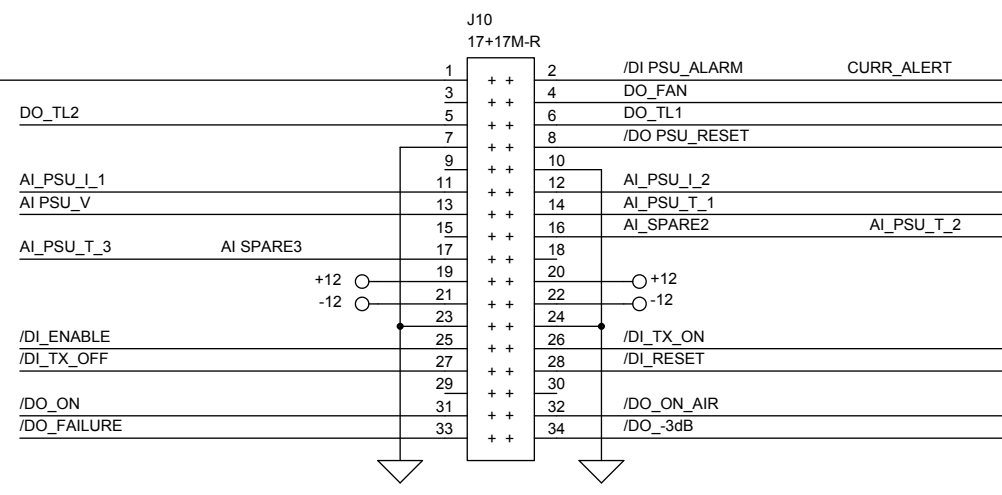 J10
17+17M-R
1 + + 2 /DI PSU_ALARM CURR_ALERT
3 + + 4 DO_FAN
DO_TL2 5 + + 6 DO_TL1
7 + + 8 /DO PSU_RESET
9 + + 10
AI_PSU_I_1 11 + + 12 AI_PSU_I_2
AI PSU_V 13 + + 14 AI_PSU_T_1
15 + + 16 AI_SPARE2 AI_PSU_T_2
AI_PSU_T_3 AI SPARE3 17 + + 18
+12 19 + + 20 +12
-12 21 + + 22 -12
23 + + 24
/DI_ENABLE 25 + + 26 /DI_TX_ON
/DI_TX_OFF 27 + + 28 /DI_RESET
29 + + 30
/DO_ON 31 + + 32 /DO_ON_AIR
/DO_FAILURE 33 + + 34 /DO_-3dB